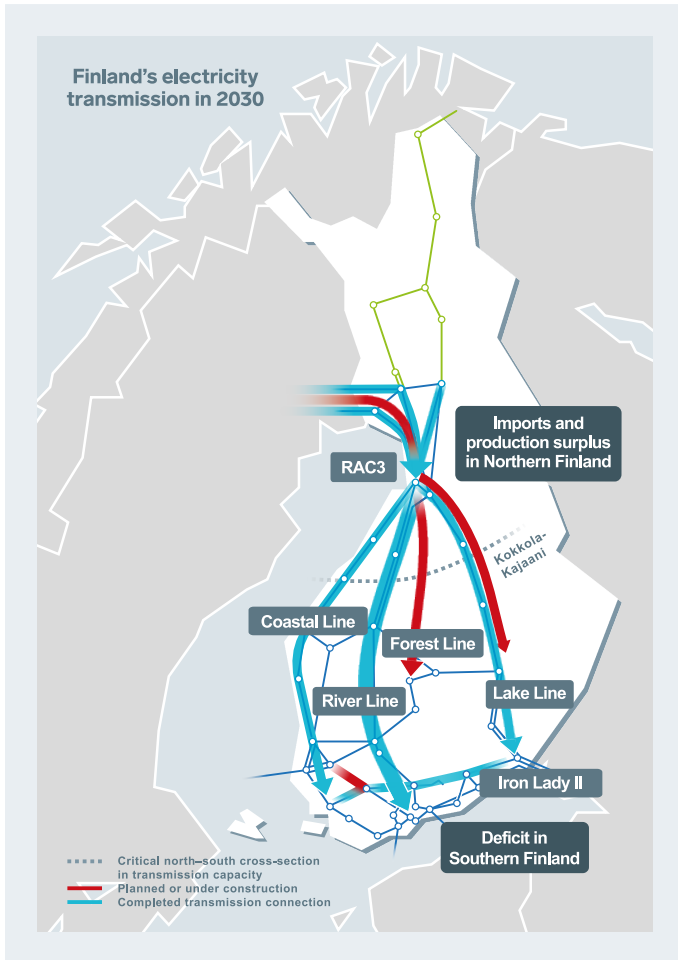 Finland's electricity
transmission in 2030
Imports and
production surplus
in Northern Finland
RAC3
Kokkola-
Kajaani
Coastal Line
Forest Line
River Line
Lake Line
Iron Lady II
Deficit in
Southern Finland
Critical north–south cross-section
in transmission capacity
Planned or under construction
Completed transmission connection